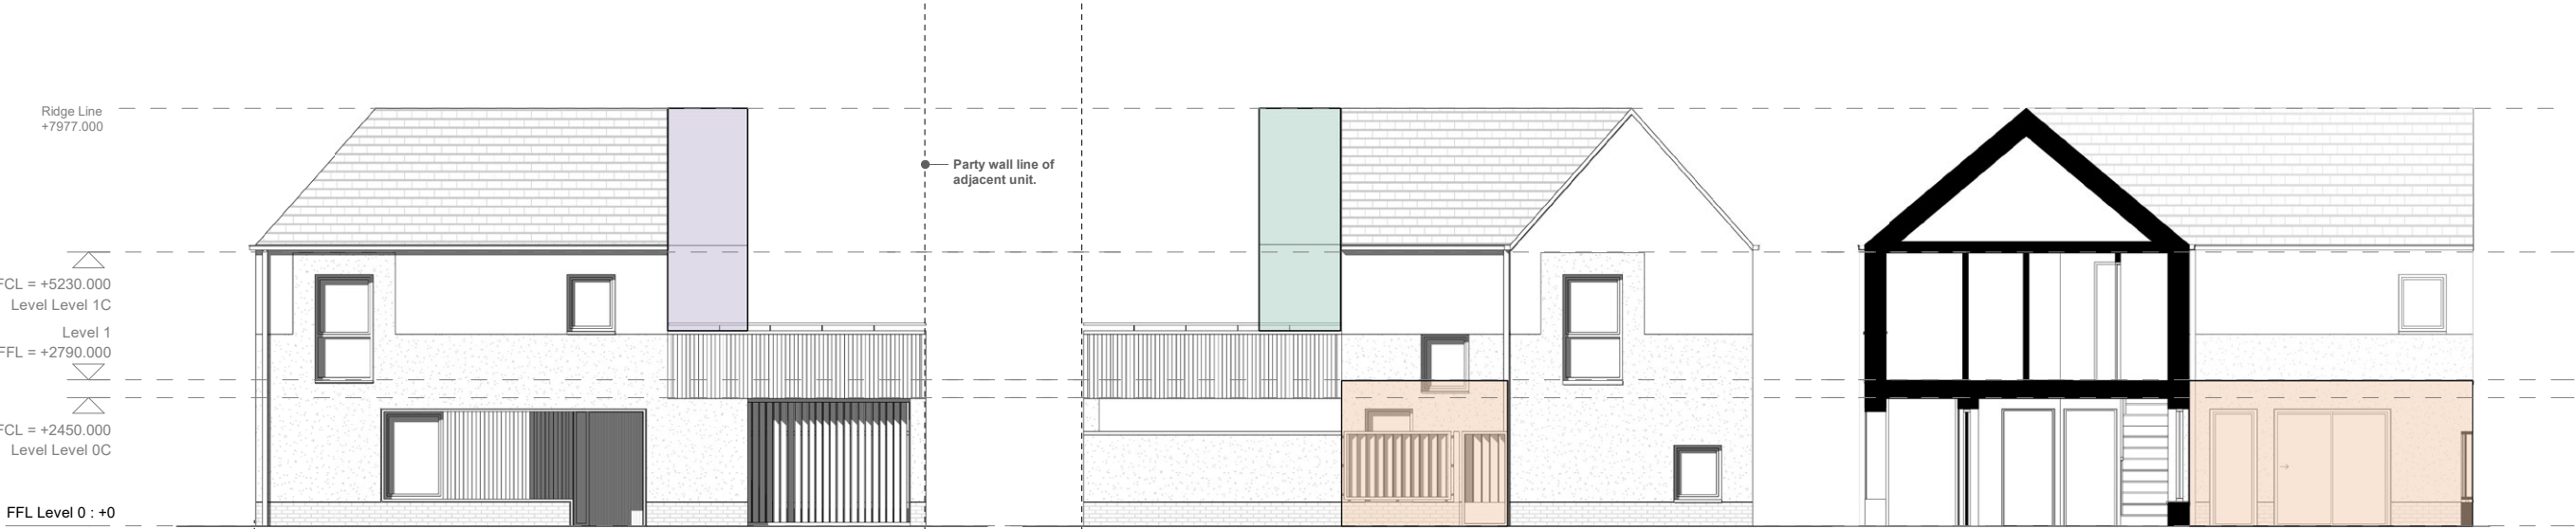 Ridge Line
+7977.000
Party wall line of
adjacent unit.
FCL = +5230.000
Level Level 1C
Level 1
FFL = +2790.000
FCL = +2450.000
Level Level 0C
FFL Level 0 : +0